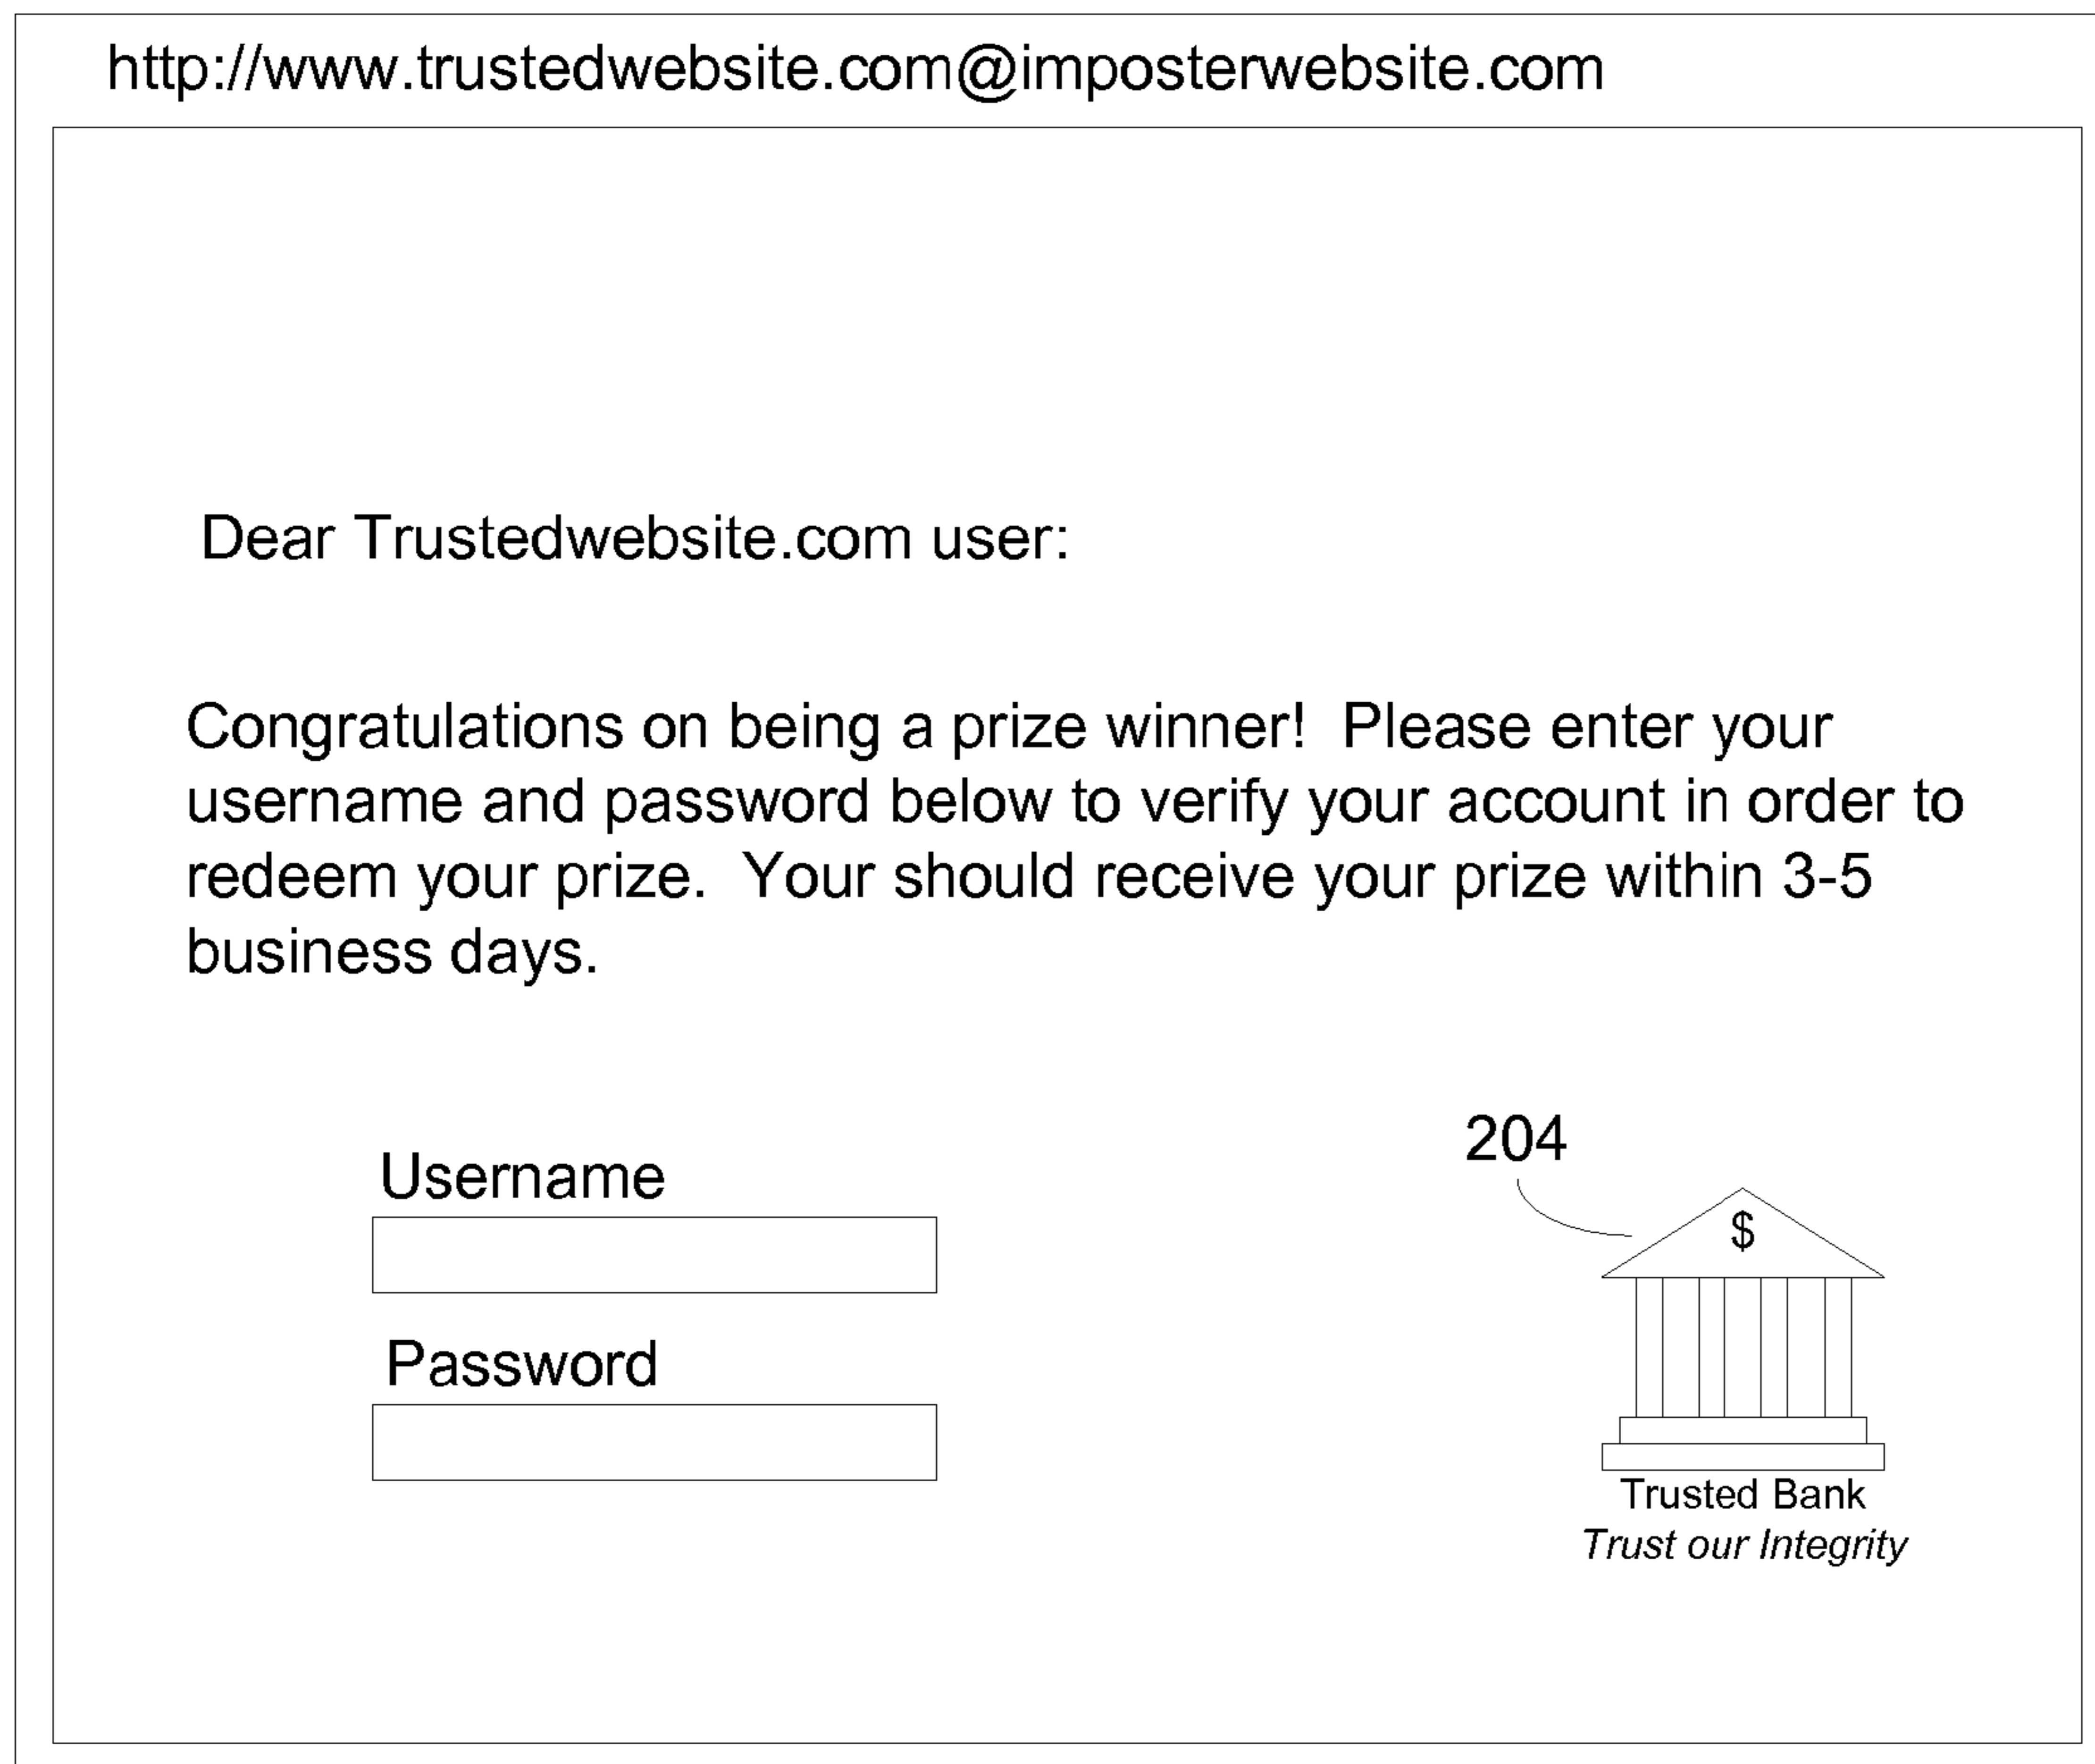 http://www.trustedwebsite.com@imposterwebsite.com
Dear Trustedwebsite.com user:
Congratulations on being a prize winner!  Please enter your
username and password below to verify your account in order to
redeem your prize.  Your should receive your prize within 3-5
business days.
204
Username
$
Password
Trusted Bank
Trust our Integrity